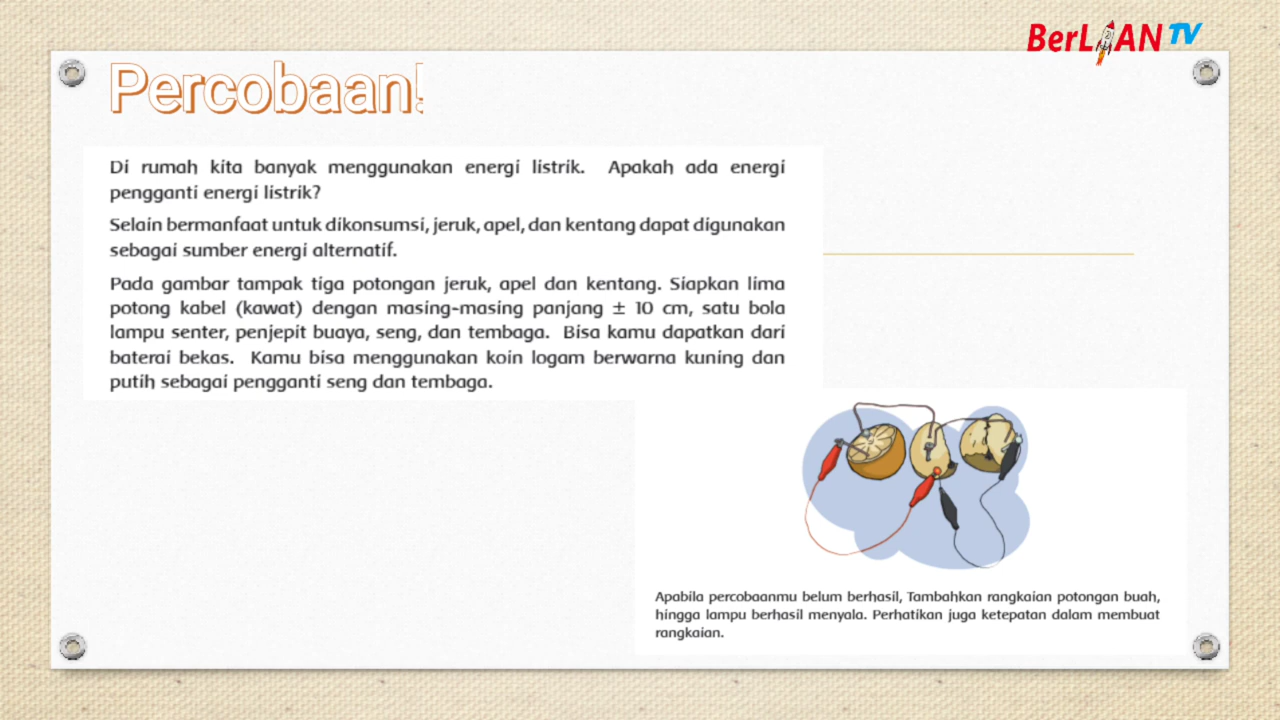 BerLIAN TV
Percobaan!
Di rumah kita banyak menggunakan energi listrik. Apakah ada energi
pengganti energi listrik?
Selain bermanfaat untuk dikonsumsi, jeruk, apel, dan kentang dapat digunakan
sebagai sumber energi alternatif.
Pada gambar tampak tiga potongan jeruk, apel dan kentang. Siapkan lima
potong kabel (kawat) dengan masing-masing panjang ± 10 cm, satu bola
lampu senter, penjepit buaya, seng, dan tembaga. Bisa kamu dapatkan dari
baterai bekas. Kamu bisa menggunakan koin logam berwarna kuning dan
putih sebagai pengganti seng dan tembaga.
Apabila percobaanmu belum berhasil, Tambahkan rangkaian potongan buah,
hingga lampu berhasil menyala. Perhatikan juga ketepatan dalam membuat
rangkaian.